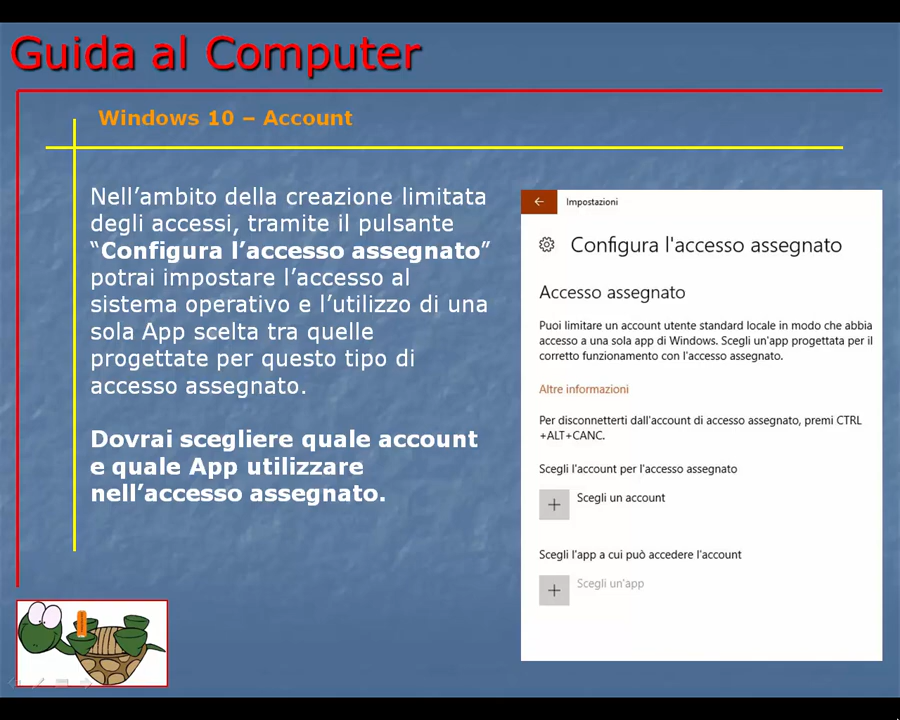 Guida al Computer
Windows 10 – Account
Nell’ambito della creazione limitata
degli accessi, tramite il pulsante
“Configura l’accesso assegnato”
potrai impostare l’accesso al
sistema operativo e l’utilizzo di una
sola App scelta tra quelle
progettate per questo tipo di
accesso assegnato.
Dovrai scegliere quale account
e quale App utilizzare
nell’accesso assegnato.
Impostazioni
Configura l'accesso assegnato
Accesso assegnato
Puoi limitare un account utente standard locale in modo che abbia
accesso a una sola app di Windows. Scegli un'app progettata per il
corretto funzionamento con l'accesso assegnato.
Altre informazioni
Per disconnetterti dall'account di accesso assegnato, premi CTRL
+ALT+CANC.
Scegli l'account per l'accesso assegnato
Scegli un account
Scegli l'app a cui può accedere l'account
Scegli un'app